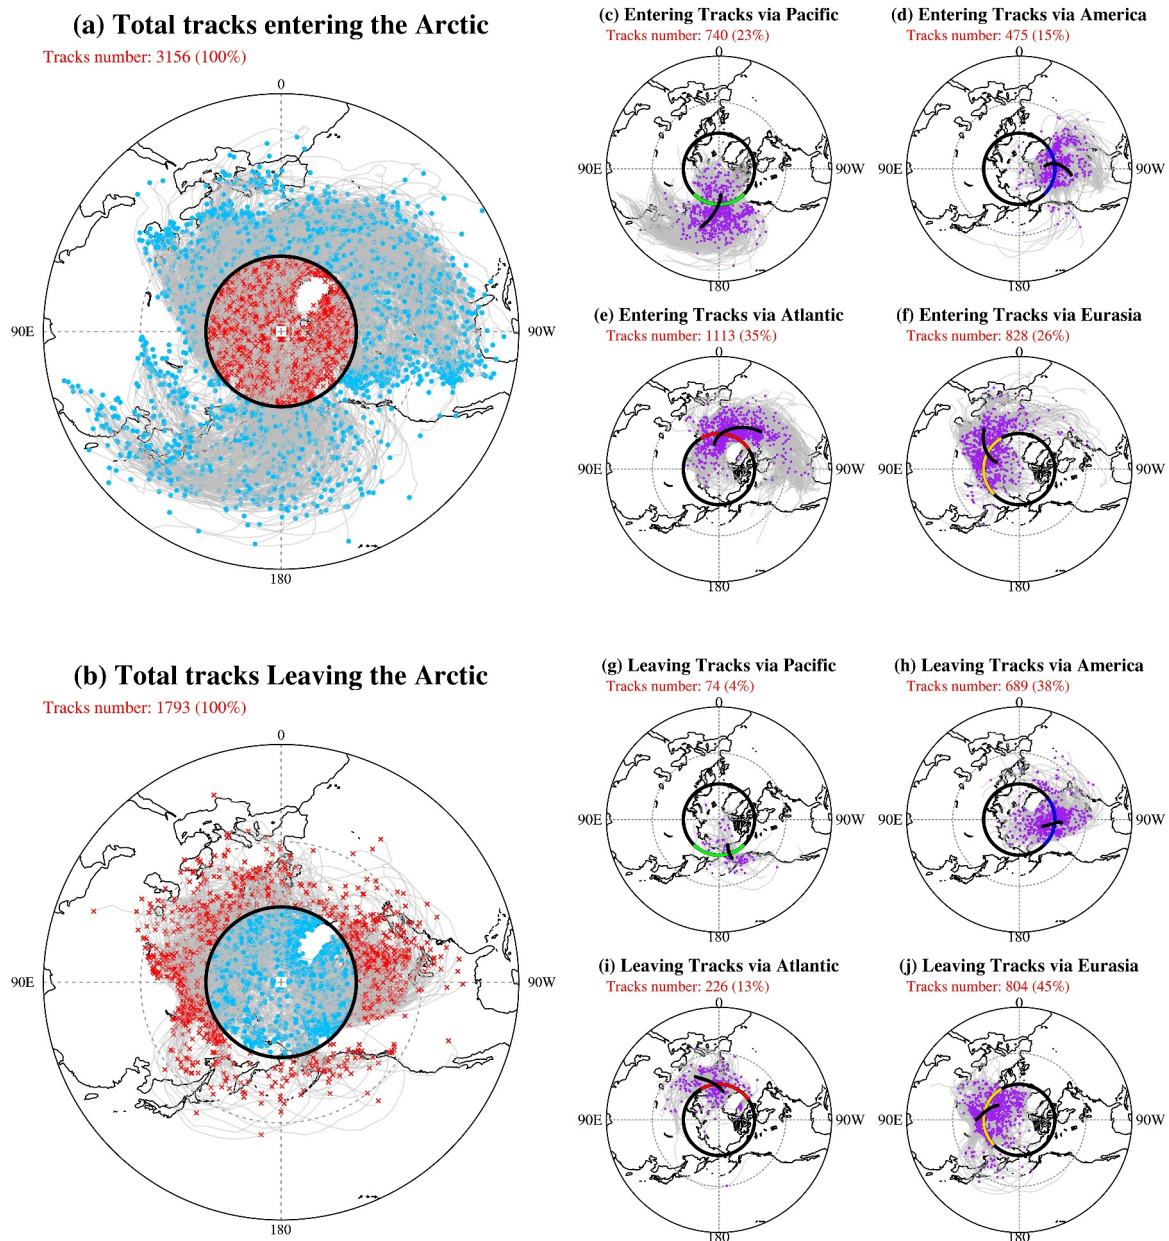 (a) Total tracks entering the Arctic
Tracks number: 3156 (100%)
0
90E
90W
180
(c) Entering Tracks via Pacific
Tracks number: 740 (23%)
0
90E
90W
180
(d) Entering Tracks via America
Tracks number: 475 (15%)
0
90E
90W
180
(e) Entering Tracks via Atlantic
Tracks number: 1113 (35%)
0
90E
90W
180
(f) Entering Tracks via Eurasia
Tracks number: 828 (26%)
0
90E
90W
180
(b) Total tracks Leaving the Arctic
Tracks number: 1793 (100%)
0
90E
90W
180
(g) Leaving Tracks via Pacific
Tracks number: 74 (4%)
0
90E
90W
180
(h) Leaving Tracks via America
Tracks number: 689 (38%)
0
90E
90W
180
(i) Leaving Tracks via Atlantic
Tracks number: 226 (13%)
0
90E
90W
180
(j) Leaving Tracks via Eurasia
Tracks number: 804 (45%)
0
90E
90W
180